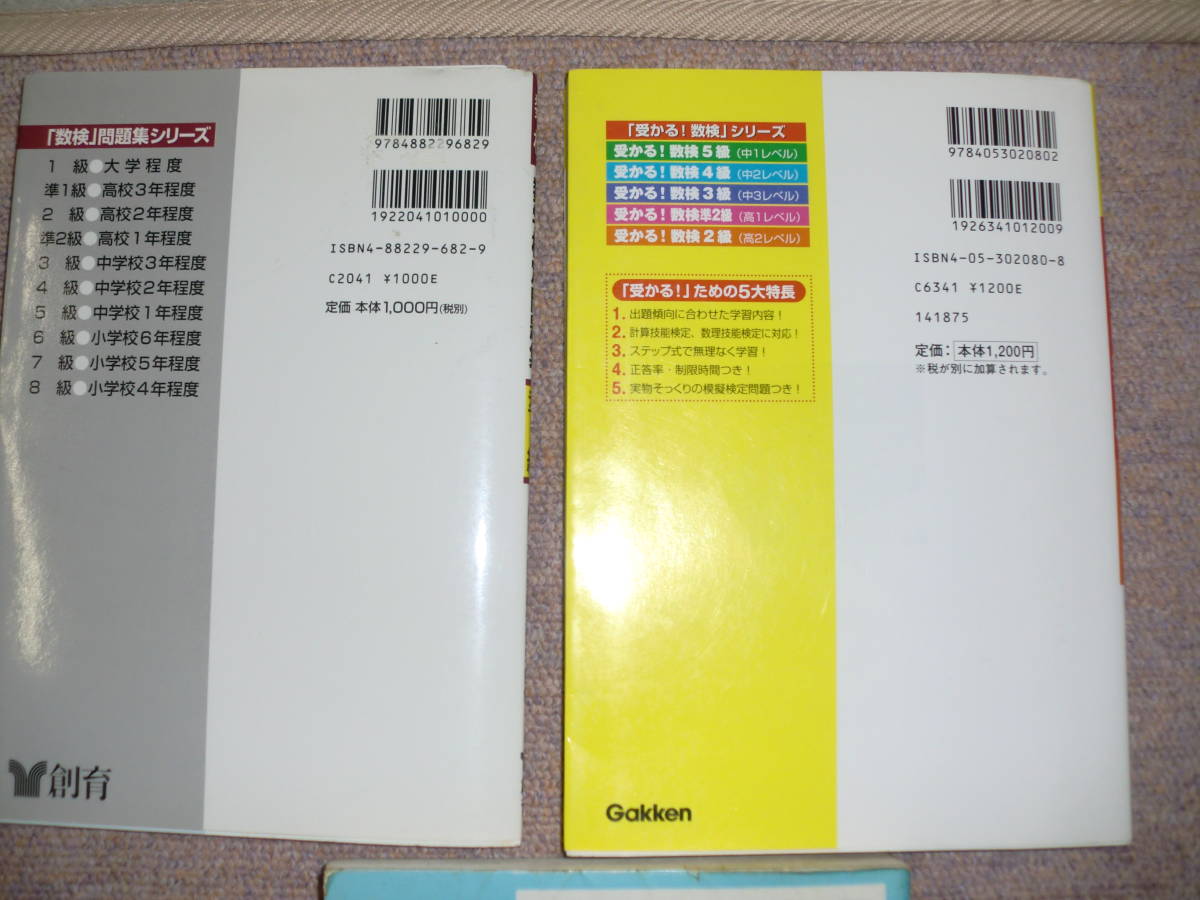 「数検」問題集シリーズ
1 級●大学程度
準1級●高校3年程度
2 級●高校2年程度
準2級●高校1年程度
3 級●中学校3年程度
4 級●中学校2年程度
5 級●中学校1年程度
6 級●小学校6年程度
7 級●小学校5年程度
8 級●小学校4年程度
創育
9784882296829
1922041010000
ISBN4-88229-682-9
C2041 ¥1000E
定価 本体1,000円(税別)
「受かる!数検」シリーズ
受かる!数検5級(中1レベル)
受かる!数検4級(中2レベル)
受かる!数検3級(中3レベル)
受かる!数検準2級(高1レベル)
受かる!数検2級(高2レベル)
「受かる!」ための5大特長
1. 出題傾向に合わせた学習内容!
2. 計算技能検定、数理技能検定に対応!
3. ステップ式で無理なく学習!
4. 正答率・制限時間つき!
5. 実物そっくりの模擬検定問題つき!
Gakken
9784053020802
1926341012009
ISBN4-05-302080-8
C6341 ¥1200E
141875
定価:本体1,200円
※税が別に加算されます。